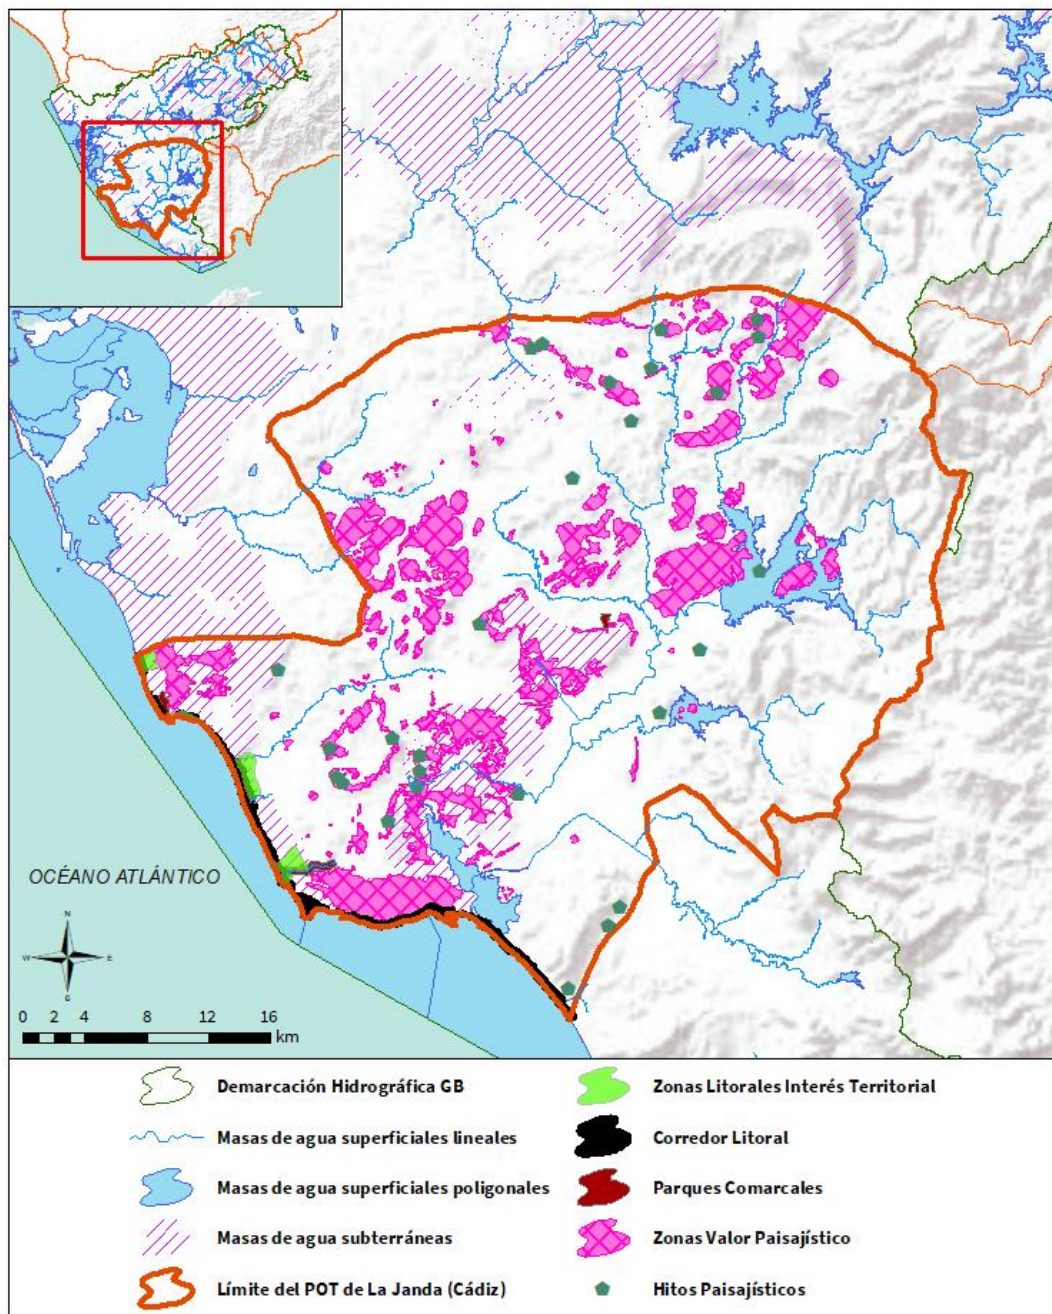 OCÉANO ATLÁNTICO
N
W
E
S
0 2 4 8 12 16
km
Demarcación Hidrográfica GB
Masas de agua superficiales lineales
Masas de agua superficiales poligonales
Masas de agua subterráneas
Límite del POT de La Janda (Cádiz)
Zonas Litorales Interés Territorial
Corredor Litoral
Parques Comarcales
Zonas Valor Paisajístico
Hitos Paisajísticos